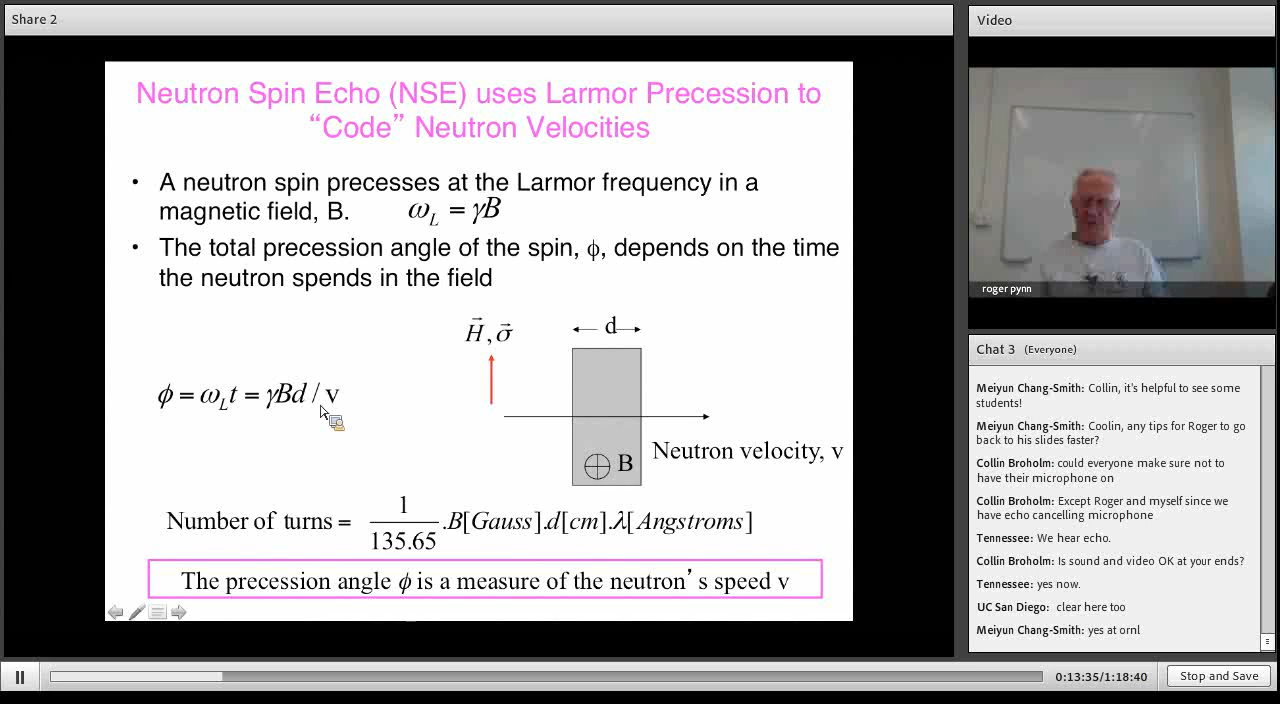 Share 2
Neutron Spin Echo (NSE) uses Larmor Precession to
“Code” Neutron Velocities
• A neutron spin precesses at the Larmor frequency in a
magnetic field, B. ω_L = γB
• The total precession angle of the spin, ϕ, depends on the time
the neutron spends in the field
H⃗, σ⃗
d
ϕ = ω_L t = γBd / v
B
Neutron velocity, v
Number of turns = 1/135.65 .B[Gauss].d[cm].λ[Angstroms]
The precession angle ϕ is a measure of the neutron’s speed v
Video
roger pynn
Chat 3 (Everyone)
Meiyun Chang-Smith: Collin, it's helpful to see some
students!
Meiyun Chang-Smith: Coolin, any tips for Roger to go
back to his slides faster?
Collin Broholm: could everyone make sure not to
have their microphone on
Collin Broholm: Except Roger and myself since we
have echo cancelling microphone
Tennessee: We hear echo.
Collin Broholm: Is sound and video OK at your ends?
Tennessee: yes now.
UC San Diego: clear here too
Meiyun Chang-Smith: yes at ornl
0:13:35/1:18:40
Stop and Save